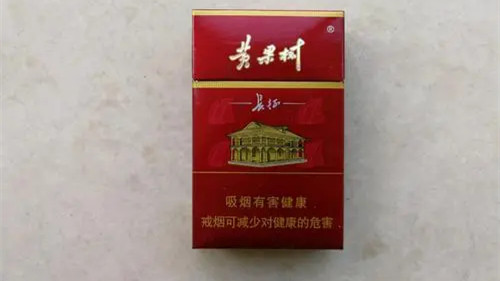 黄果树®
长征
吸烟有害健康
戒烟可减少对健康的危害